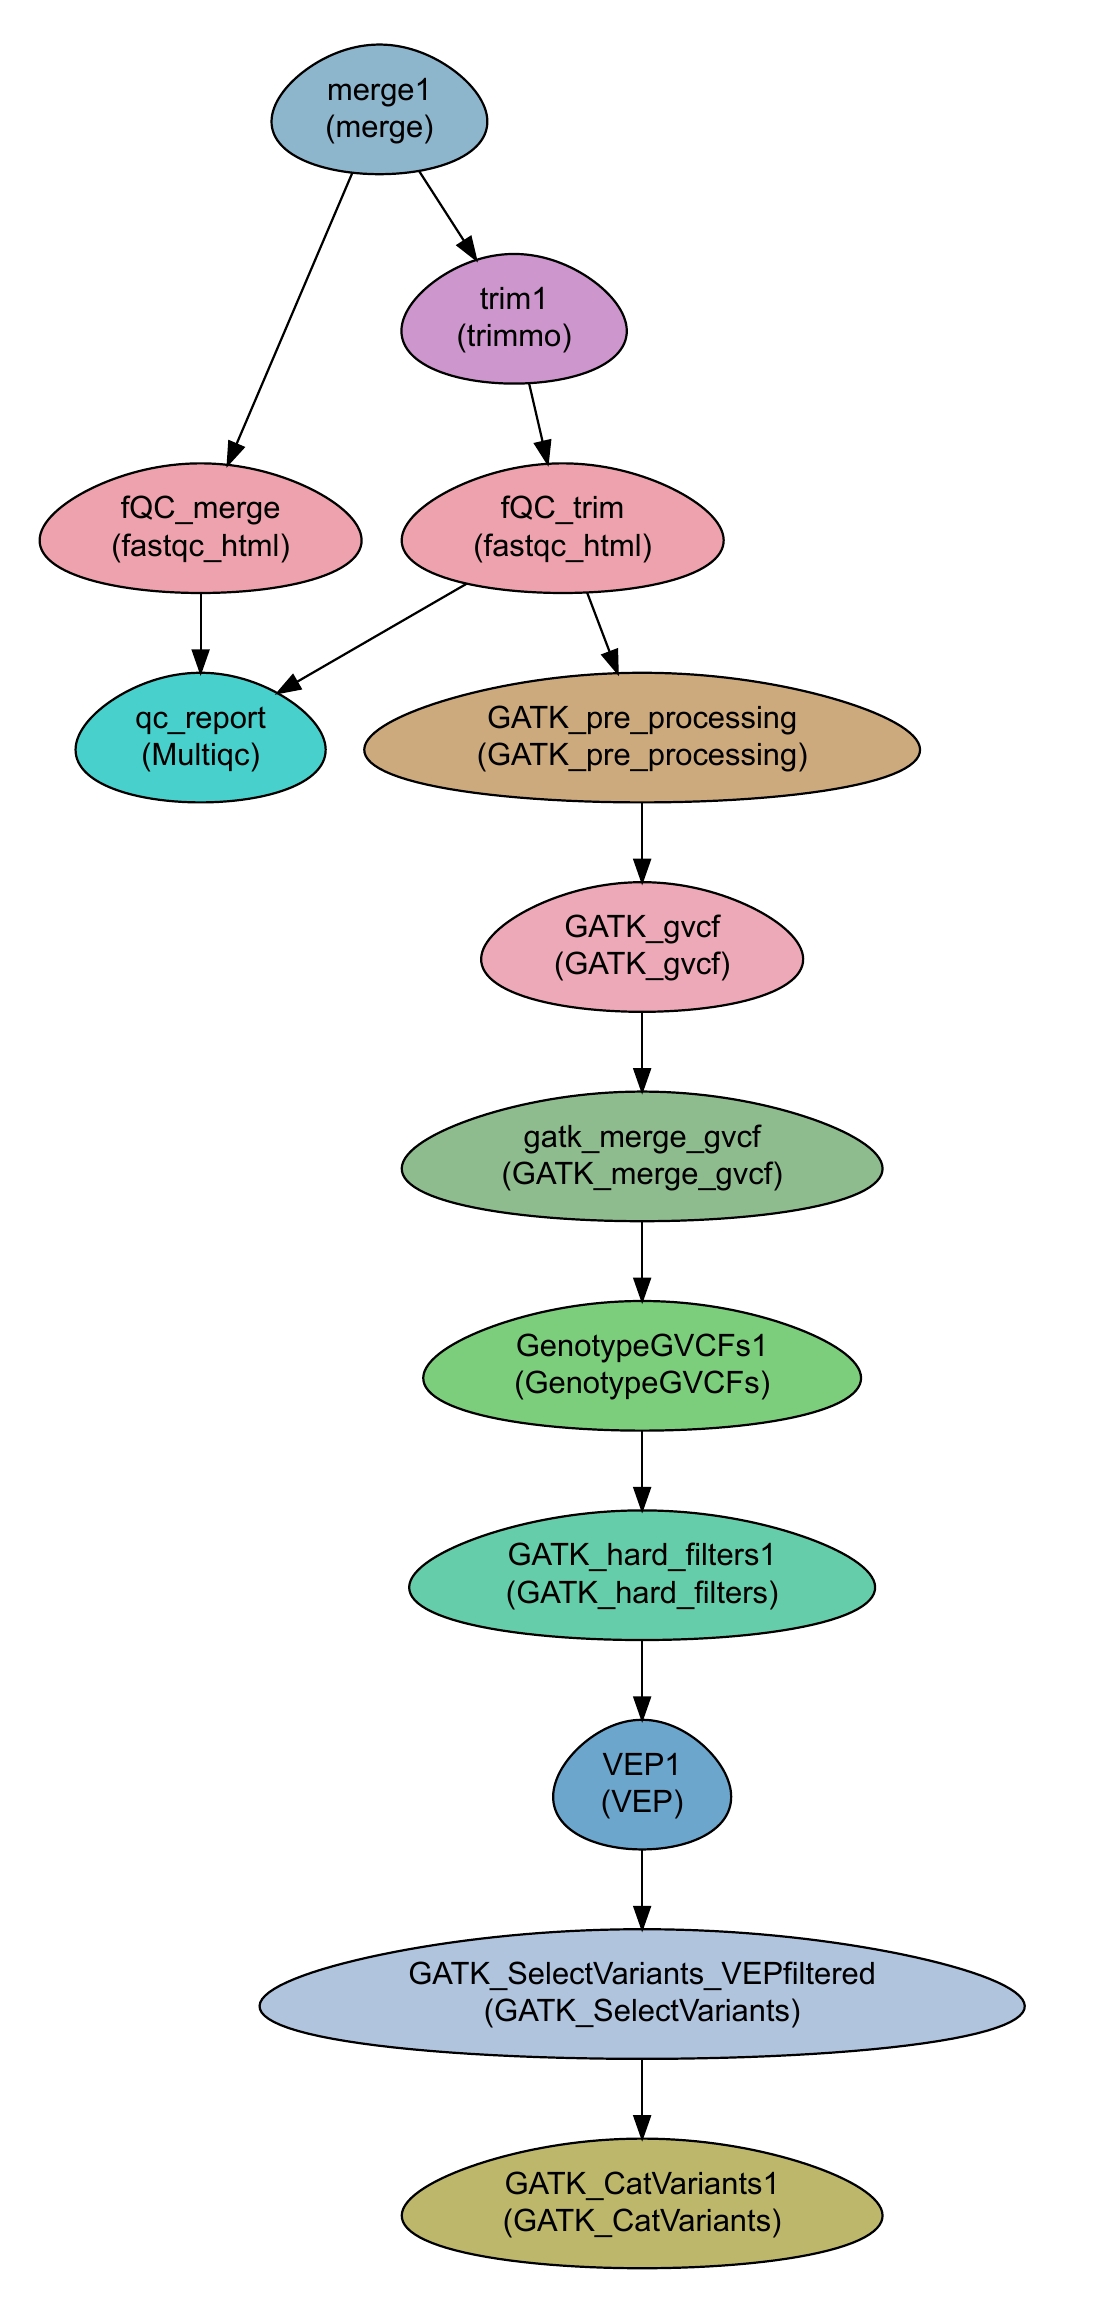 merge1
(merge)
trim1
(trimmo)
fQC_merge
(fastqc_html)
fQC_trim
(fastqc_html)
qc_report
(Multiqc)
GATK_pre_processing
(GATK_pre_processing)
GATK_gvcf
(GATK_gvcf)
gatk_merge_gvcf
(GATK_merge_gvcf)
GenotypeGVCFs1
(GenotypeGVCFs)
GATK_hard_filters1
(GATK_hard_filters)
VEP1
(VEP)
GATK_SelectVariants_VEPfiltered
(GATK_SelectVariants)
GATK_CatVariants1
(GATK_CatVariants)